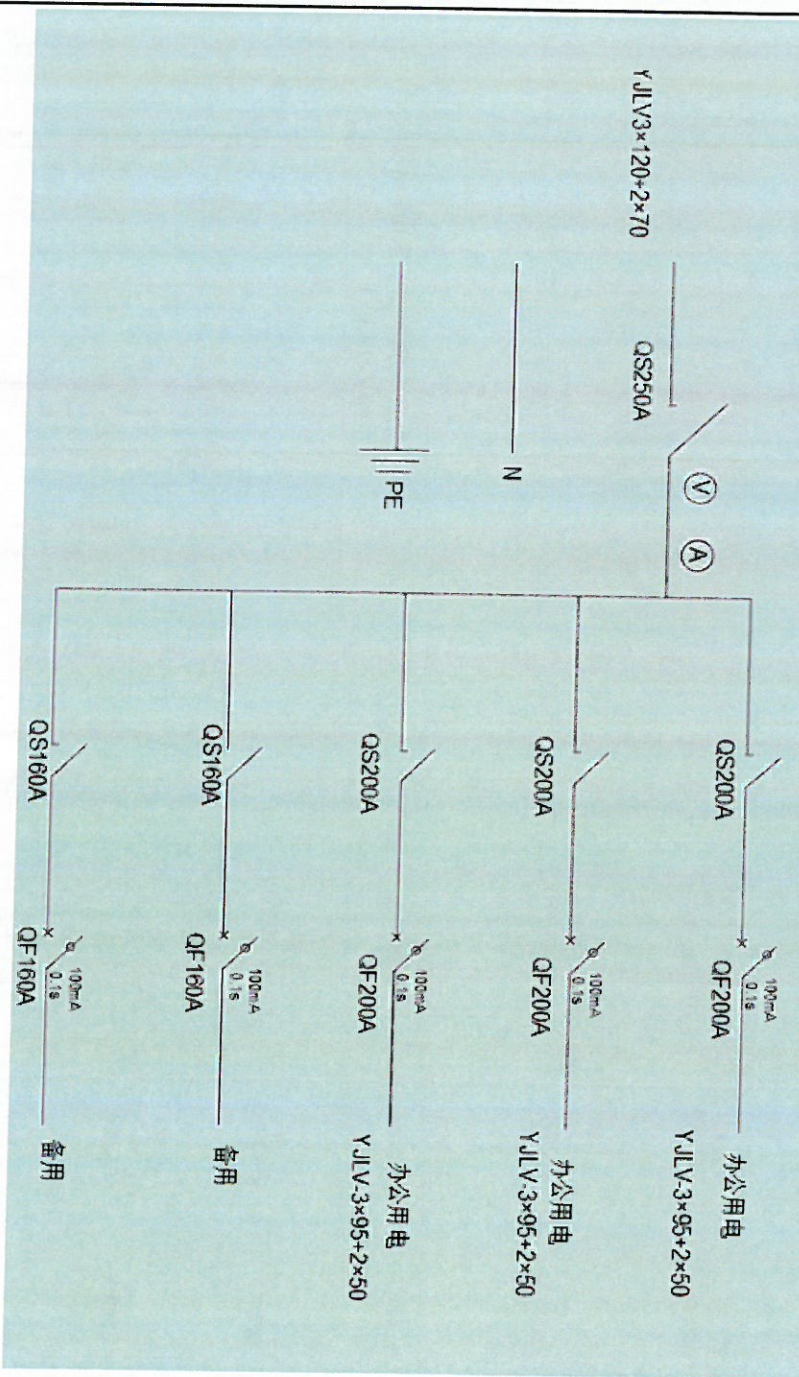 YJLV3×120+2×70
QS250A
V
A
N
PE
QS200A
100mA
0.1s
QF200A
办公用电
YJLV-3×95+2×50
QS200A
100mA
0.1s
QF200A
办公用电
YJLV-3×95+2×50
QS200A
100mA
0.1s
QF200A
办公用电
YJLV-3×95+2×50
QS160A
100mA
0.1s
QF160A
备用
QS160A
100mA
0.1s
QF160A
备用